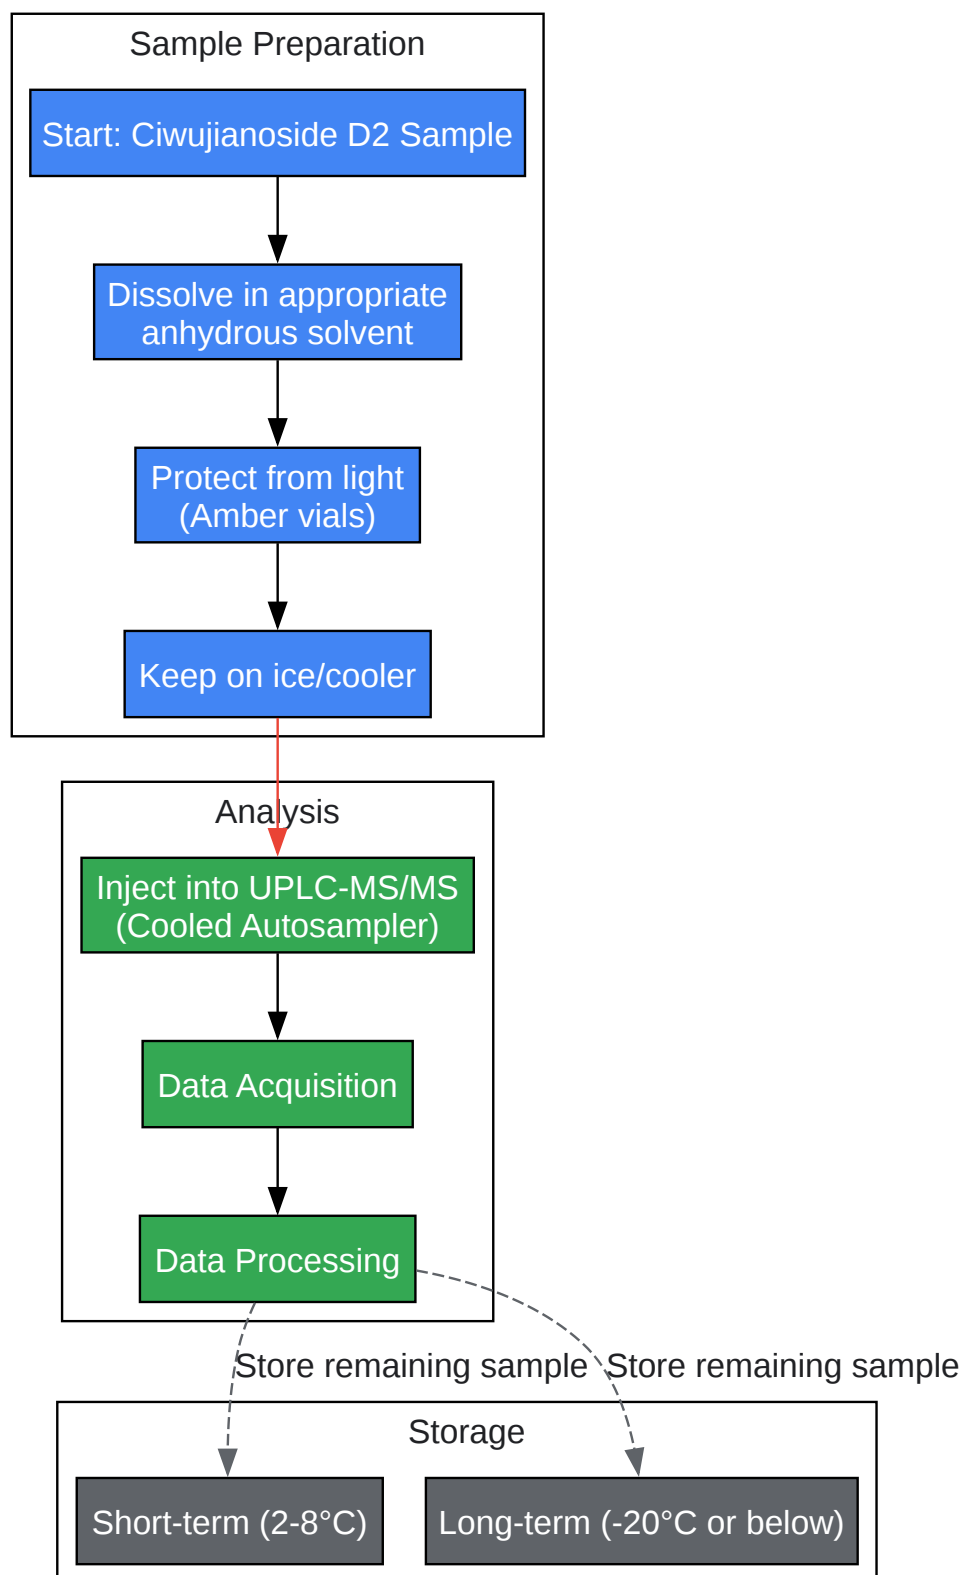 Sample Preparation
Start: Ciwujianoside D2 Sample
Dissolve in appropriate
anhydrous solvent
Protect from light
(Amber vials)
Keep on ice/cooler
Analysis
Inject into UPLC-MS/MS
(Cooled Autosampler)
Data Acquisition
Data Processing
Store remaining sample
Store remaining sample
Storage
Short-term (2-8°C)
Long-term (-20°C or below)